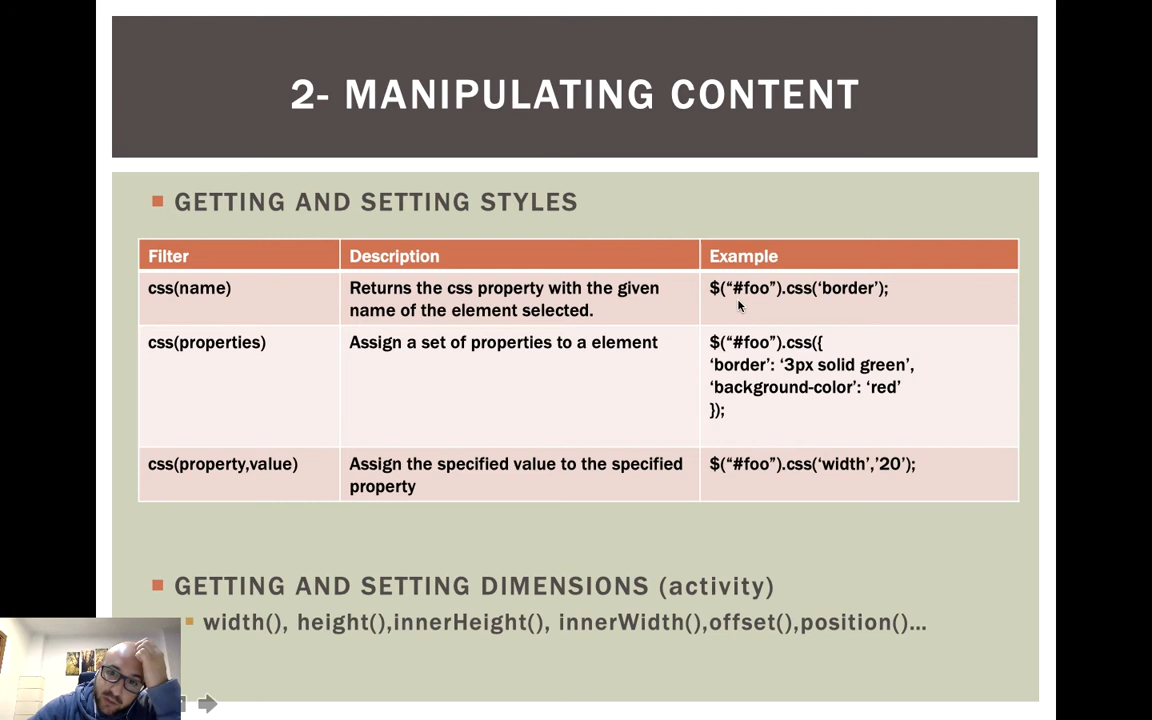 2- MANIPULATING CONTENT
GETTING AND SETTING STYLES
Filter Description Example
css(name) Returns the css property with the given $(“#foo”).css(‘border’);
name of the element selected.
css(properties) Assign a set of properties to a element $(“#foo”).css({
‘border’: ‘3px solid green’,
‘background-color’: ‘red’
});
css(property,value) Assign the specified value to the specified $(“#foo”).css(‘width’,’20’);
property
GETTING AND SETTING DIMENSIONS (activity)
width(), height(),innerHeight(), innerWidth(),offset(),position()…